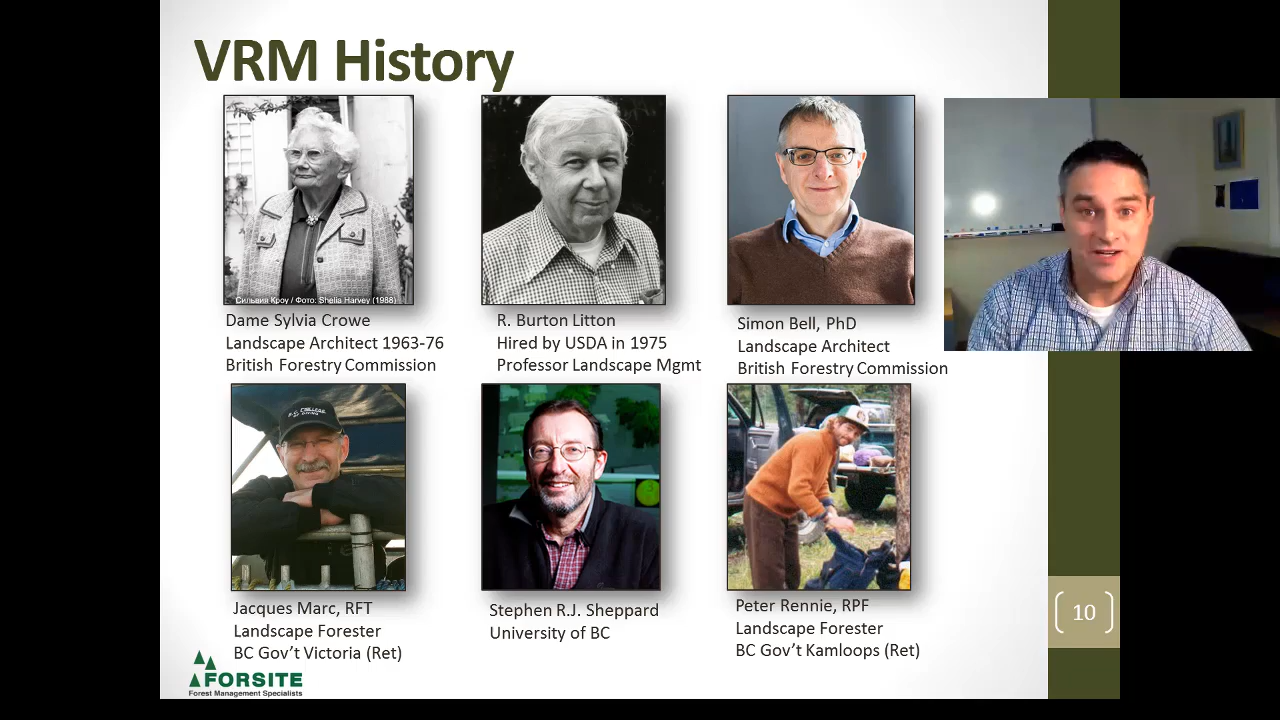 VRM History
Сильвия Кроу / Фото: Shelia Harvey (1988)
Dame Sylvia Crowe
Landscape Architect 1963-76
British Forestry Commission
R. Burton Litton
Hired by USDA in 1975
Professor Landscape Mgmt
Simon Bell, PhD
Landscape Architect
British Forestry Commission
Jacques Marc, RFT
Landscape Forester
BC Gov't Victoria (Ret)
Stephen R.J. Sheppard
University of BC
Peter Rennie, RPF
Landscape Forester
BC Gov't Kamloops (Ret)
10
FORSITE
Forest Management Specialists